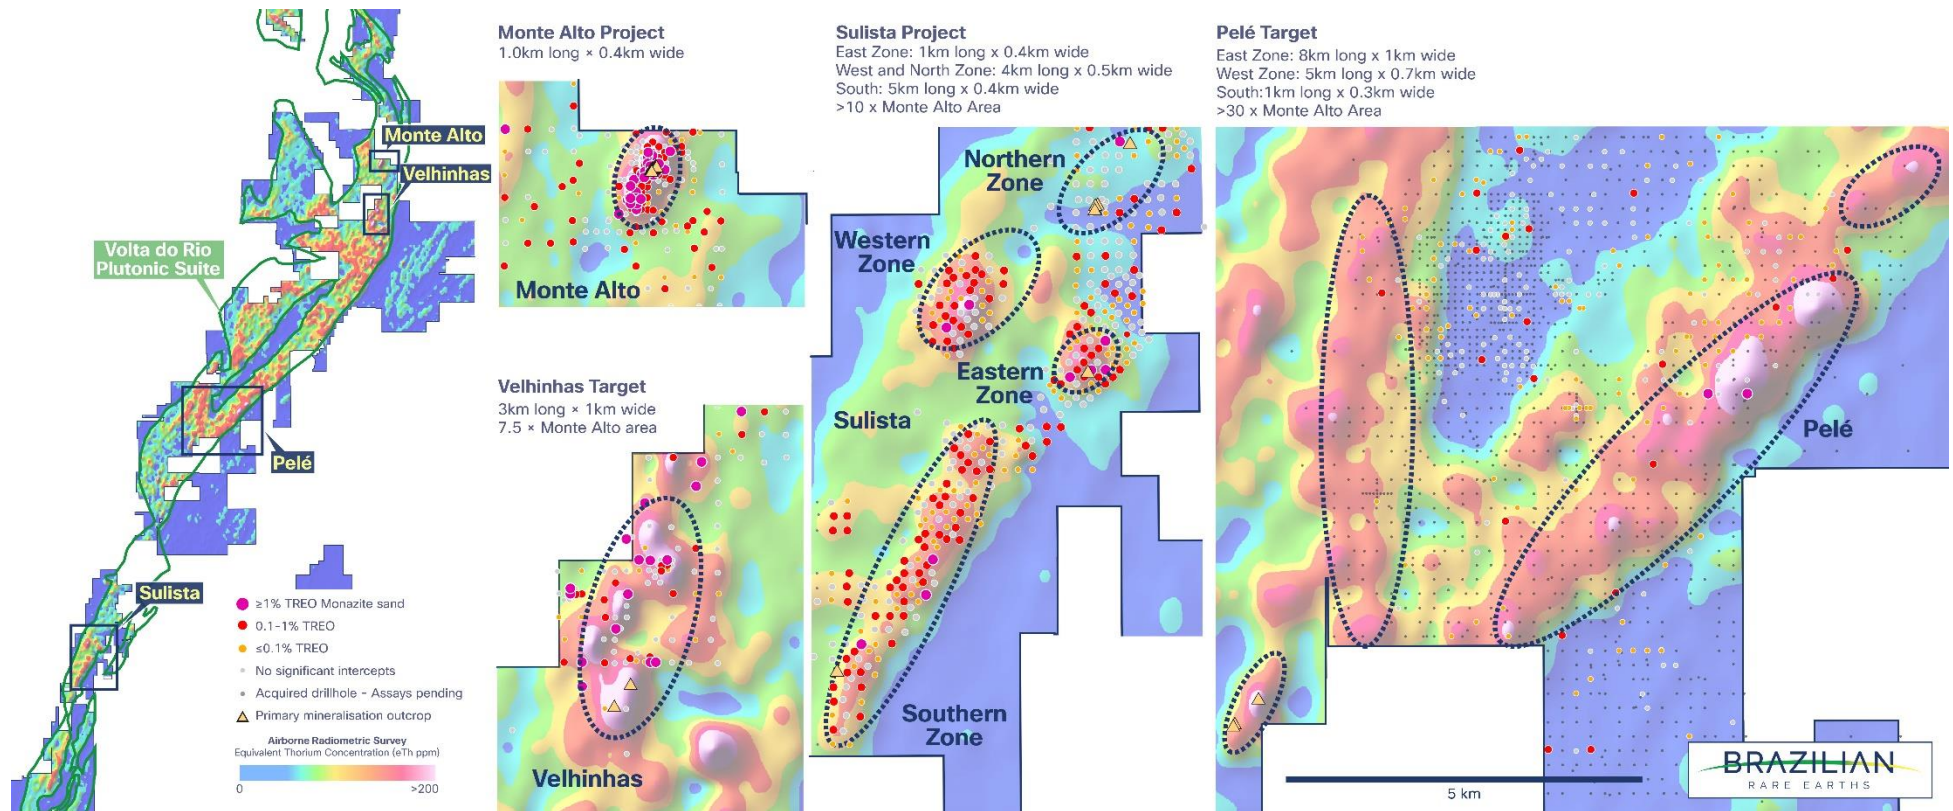 Monte Alto
Velhinhas
Volta do Rio
Plutonic Suite
Pelé
Sulista
≥1% TREO Monazite sand
0.1-1% TREO
≤0.1% TREO
No significant intercepts
Acquired drillhole - Assays pending
Primary mineralisation outcrop
Airborne Radiometric Survey
Equivalent Thorium Concentration (eTh ppm)
0 >200
Monte Alto Project
1.0km long × 0.4km wide
Monte Alto
Velhinhas Target
3km long × 1km wide
7.5 × Monte Alto area
Velhinhas
Sulista Project
East Zone: 1km long x 0.4km wide
West and North Zone: 4km long x 0.5km wide
South: 5km long x 0.4km wide
>10 x Monte Alto Area
Northern
Zone
Western
Zone
Eastern
Zone
Sulista
Southern
Zone
Pelé Target
East Zone: 8km long x 1km wide
West Zone: 5km long x 0.7km wide
South:1km long x 0.3km wide
>30 x Monte Alto Area
Pelé
5 km
BRAZILIAN
RARE EARTHS